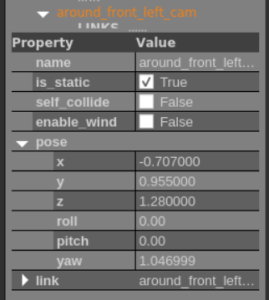 around_front_left_cam
LINKS
Property Value
name around_front_left...
is_static True
self_collide False
enable_wind False
pose
x -0.707000
y 0.955000
z 1.280000
roll 0.00
pitch 0.00
yaw 1.046999
link around_front_left...